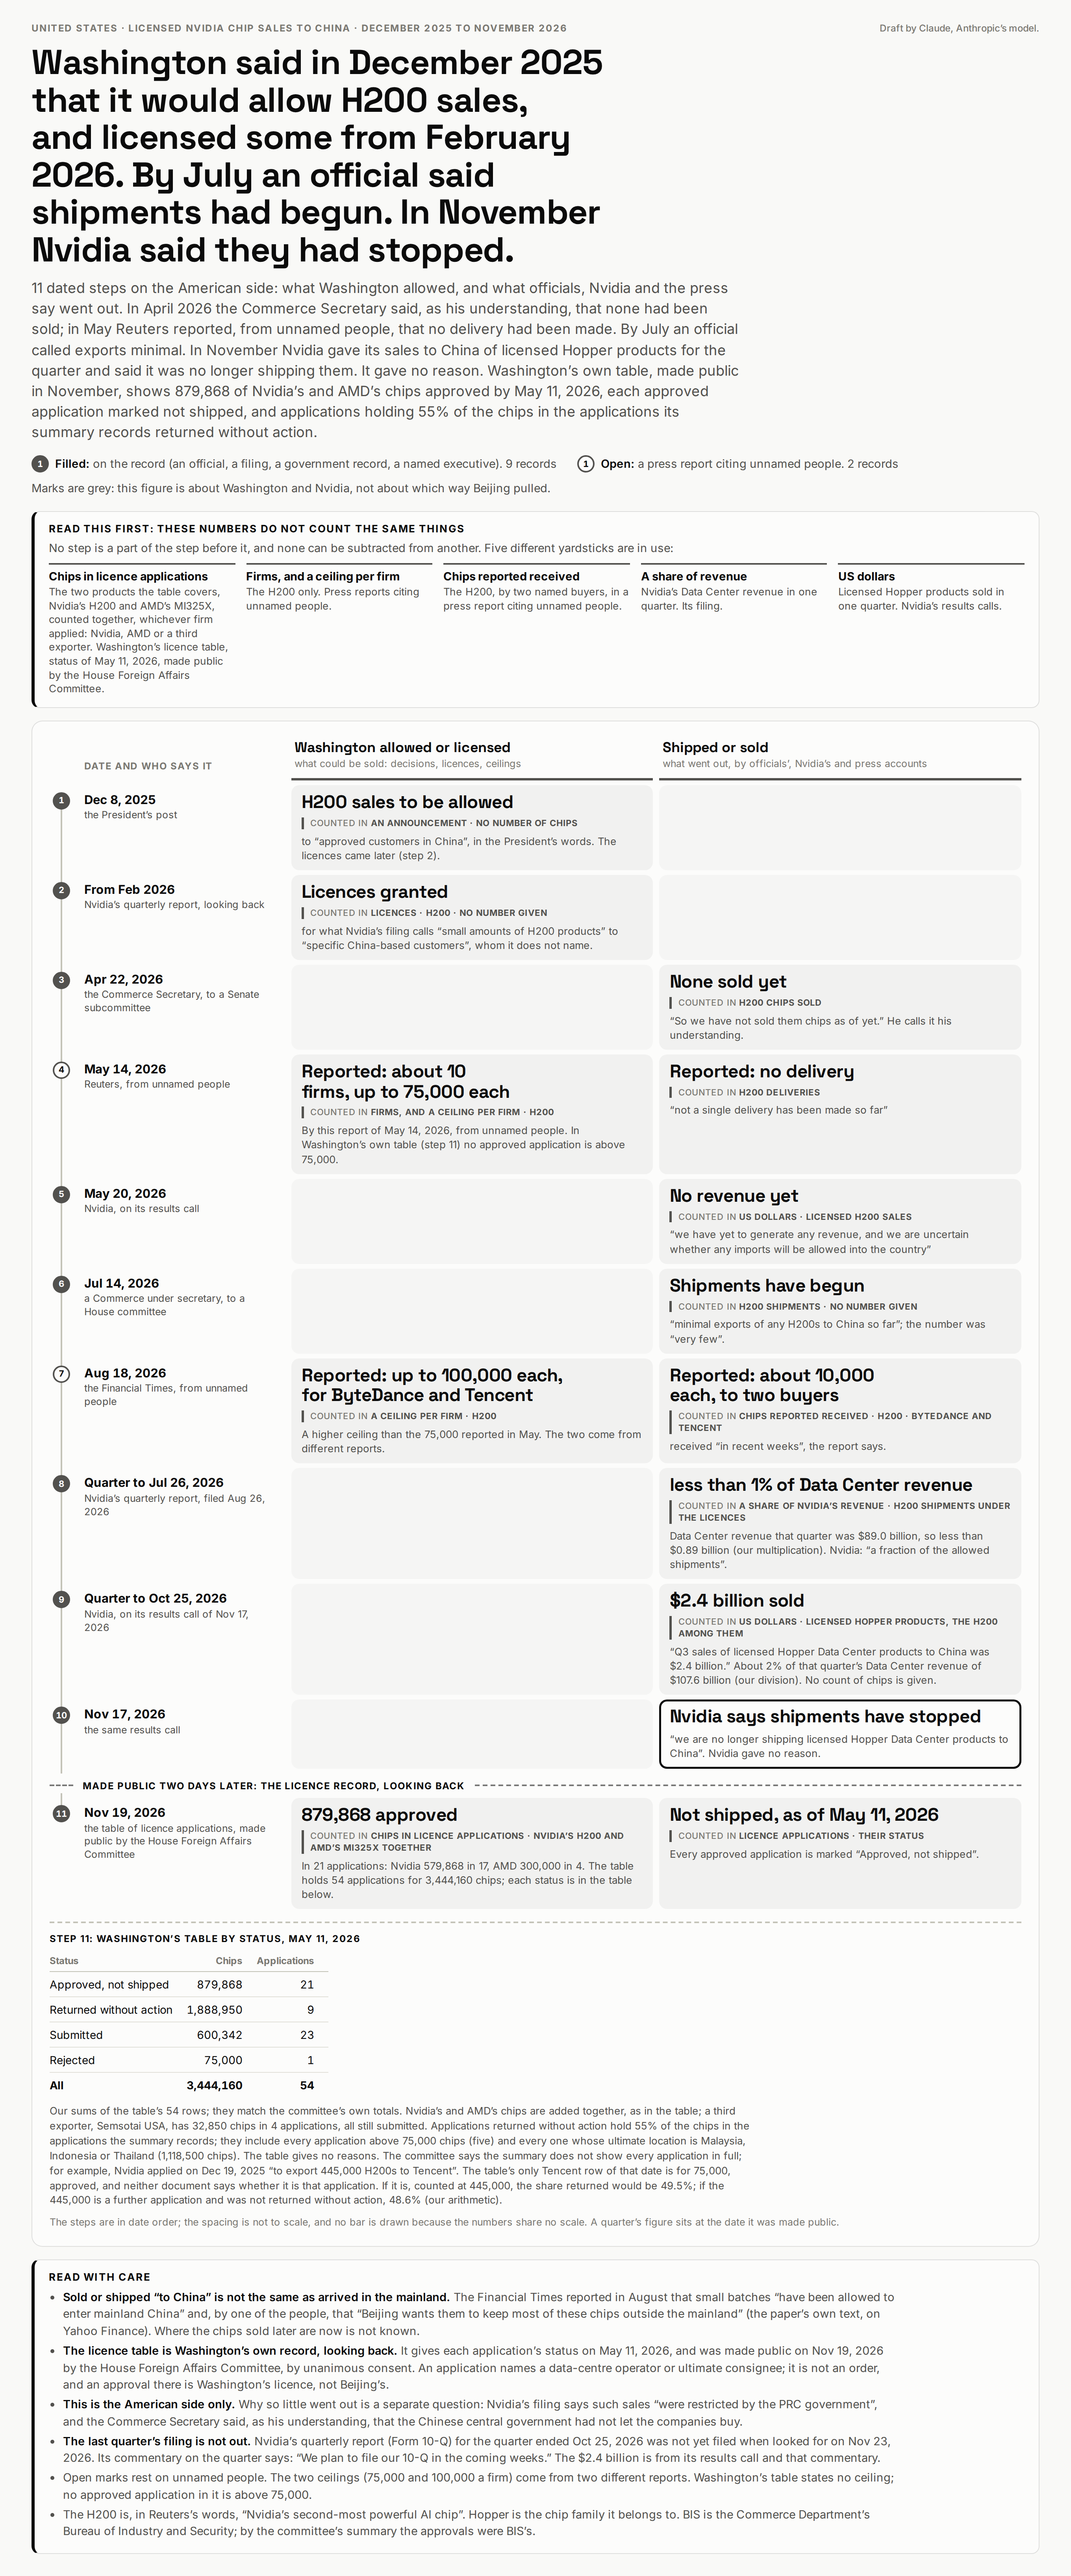 UNITED STATES · LICENSED NVIDIA CHIP SALES TO CHINA · DECEMBER 2025 TO NOVEMBER 2026
Draft by Claude, Anthropic's model.
Washington said in December 2025
that it would allow H200 sales,
and licensed some from February
2026. By July an official said
shipments had begun. In November
Nvidia said they had stopped.
11 dated steps on the American side: what Washington allowed, and what officials, Nvidia and the press
say went out. In April 2026 the Commerce Secretary said, as his understanding, that none had been
sold; in May Reuters reported, from unnamed people, that no delivery had been made. By July an official
called exports minimal. In November Nvidia gave its sales to China of licensed Hopper products for the
quarter and said it was no longer shipping them. It gave no reason. Washington's own table, made public
in November, shows 879,868 of Nvidia's and AMD's chips approved by May 11, 2026, each approved
application marked not shipped, and applications holding 55% of the chips in the applications its
summary records returned without action.
1 Filled: on the record (an official, a filing, a government record, a named executive). 9 records
1 Open: a press report citing unnamed people. 2 records
Marks are grey: this figure is about Washington and Nvidia, not about which way Beijing pulled.
READ THIS FIRST: THESE NUMBERS DO NOT COUNT THE SAME THINGS
No step is a part of the step before it, and none can be subtracted from another. Five different yardsticks are in use:
Chips in licence applications
The two products the table covers,
Nvidia's H200 and AMD's MI325X,
counted together, whichever firm
applied: Nvidia, AMD or a third
exporter. Washington's licence table,
status of May 11, 2026, made public
by the House Foreign Affairs
Committee.
Firms, and a ceiling per firm
The H200 only. Press reports citing
unnamed people.
Chips reported received
The H200, by two named buyers, in a
press report citing unnamed people.
A share of revenue
Nvidia's Data Center revenue in one
quarter. Its filing.
US dollars
Licensed Hopper products sold in
one quarter. Nvidia's results calls.
DATE AND WHO SAYS IT
Washington allowed or licensed
what could be sold: decisions, licences, ceilings
Shipped or sold
what went out, by officials', Nvidia's and press accounts
1
Dec 8, 2025
the President's post
H200 sales to be allowed
COUNTED IN AN ANNOUNCEMENT · NO NUMBER OF CHIPS
to “approved customers in China”, in the President's words. The
licences came later (step 2).
2
From Feb 2026
Nvidia's quarterly report, looking back
Licences granted
COUNTED IN LICENCES · H200 · NO NUMBER GIVEN
for what Nvidia's filing calls “small amounts of H200 products” to
“specific China-based customers”, whom it does not name.
3
Apr 22, 2026
the Commerce Secretary, to a Senate
subcommittee
None sold yet
COUNTED IN H200 CHIPS SOLD
“So we have not sold them chips as of yet.” He calls it his
understanding.
4
May 14, 2026
Reuters, from unnamed people
Reported: about 10
firms, up to 75,000 each
COUNTED IN FIRMS, AND A CEILING PER FIRM · H200
By this report of May 14, 2026, from unnamed people. In
Washington's own table (step 11) no approved application is above
75,000.
Reported: no delivery
COUNTED IN H200 DELIVERIES
“not a single delivery has been made so far”
5
May 20, 2026
Nvidia, on its results call
No revenue yet
COUNTED IN US DOLLARS · LICENSED H200 SALES
“we have yet to generate any revenue, and we are uncertain
whether any imports will be allowed into the country”
6
Jul 14, 2026
a Commerce under secretary, to a
House committee
Shipments have begun
COUNTED IN H200 SHIPMENTS · NO NUMBER GIVEN
“minimal exports of any H200s to China so far”; the number was
“very few”.
7
Aug 18, 2026
the Financial Times, from unnamed
people
Reported: up to 100,000 each,
for ByteDance and Tencent
COUNTED IN A CEILING PER FIRM · H200
A higher ceiling than the 75,000 reported in May. The two come from
different reports.
Reported: about 10,000
each, to two buyers
COUNTED IN CHIPS REPORTED RECEIVED · H200 · BYTEDANCE AND
TENCENT
received “in recent weeks”, the report says.
8
Quarter to Jul 26, 2026
Nvidia's quarterly report, filed Aug 26,
2026
less than 1% of Data Center revenue
COUNTED IN A SHARE OF NVIDIA'S REVENUE · H200 SHIPMENTS UNDER
THE LICENCES
Data Center revenue that quarter was $89.0 billion, so less than
$0.89 billion (our multiplication). Nvidia: “a fraction of the allowed
shipments”.
9
Quarter to Oct 25, 2026
Nvidia, on its results call of Nov 17,
2026
$2.4 billion sold
COUNTED IN US DOLLARS · LICENSED HOPPER PRODUCTS, THE H200
AMONG THEM
“Q3 sales of licensed Hopper Data Center products to China was
$2.4 billion.” About 2% of that quarter's Data Center revenue of
$107.6 billion (our division). No count of chips is given.
10
Nov 17, 2026
the same results call
Nvidia says shipments have stopped
“we are no longer shipping licensed Hopper Data Center products to
China”. Nvidia gave no reason.
MADE PUBLIC TWO DAYS LATER: THE LICENCE RECORD, LOOKING BACK
11
Nov 19, 2026
the table of licence applications, made
public by the House Foreign Affairs
Committee
879,868 approved
COUNTED IN CHIPS IN LICENCE APPLICATIONS · NVIDIA'S H200 AND
AMD'S MI325X TOGETHER
In 21 applications: Nvidia 579,868 in 17, AMD 300,000 in 4. The table
holds 54 applications for 3,444,160 chips; each status is in the table
below.
Not shipped, as of May 11, 2026
COUNTED IN LICENCE APPLICATIONS · THEIR STATUS
Every approved application is marked “Approved, not shipped”.
STEP 11: WASHINGTON'S TABLE BY STATUS, MAY 11, 2026
Status Chips Applications
Approved, not shipped 879,868 21
Returned without action 1,888,950 9
Submitted 600,342 23
Rejected 75,000 1
All 3,444,160 54
Our sums of the table's 54 rows; they match the committee's own totals. Nvidia's and AMD's chips are added together, as in the table; a third
exporter, Semsotai USA, has 32,850 chips in 4 applications, all still submitted. Applications returned without action hold 55% of the chips in the
applications the summary records; they include every application above 75,000 chips (five) and every one whose ultimate location is Malaysia,
Indonesia or Thailand (1,118,500 chips). The table gives no reasons. The committee says the summary does not show every application in full;
for example, Nvidia applied on Dec 19, 2025 “to export 445,000 H200s to Tencent”. The table's only Tencent row of that date is for 75,000,
approved, and neither document says whether it is that application. If it is, counted at 445,000, the share returned would be 49.5%; if the
445,000 is a further application and was not returned without action, 48.6% (our arithmetic).
The steps are in date order; the spacing is not to scale, and no bar is drawn because the numbers share no scale. A quarter's figure sits at the date it was made public.
READ WITH CARE
• Sold or shipped “to China” is not the same as arrived in the mainland. The Financial Times reported in August that small batches “have been allowed to
enter mainland China” and, by one of the people, that “Beijing wants them to keep most of these chips outside the mainland” (the paper's own text, on
Yahoo Finance). Where the chips sold later are now is not known.
• The licence table is Washington's own record, looking back. It gives each application's status on May 11, 2026, and was made public on Nov 19, 2026
by the House Foreign Affairs Committee, by unanimous consent. An application names a data-centre operator or ultimate consignee; it is not an order,
and an approval there is Washington's licence, not Beijing's.
• This is the American side only. Why so little went out is a separate question: Nvidia's filing says such sales “were restricted by the PRC government”,
and the Commerce Secretary said, as his understanding, that the Chinese central government had not let the companies buy.
• The last quarter's filing is not out. Nvidia's quarterly report (Form 10-Q) for the quarter ended Oct 25, 2026 was not yet filed when looked for on Nov 23,
2026. Its commentary on the quarter says: “We plan to file our 10-Q in the coming weeks.” The $2.4 billion is from its results call and that commentary.
• Open marks rest on unnamed people. The two ceilings (75,000 and 100,000 a firm) come from two different reports. Washington's table states no ceiling;
no approved application in it is above 75,000.
• The H200 is, in Reuters's words, “Nvidia's second-most powerful AI chip”. Hopper is the chip family it belongs to. BIS is the Commerce Department's
Bureau of Industry and Security; by the committee's summary the approvals were BIS's.